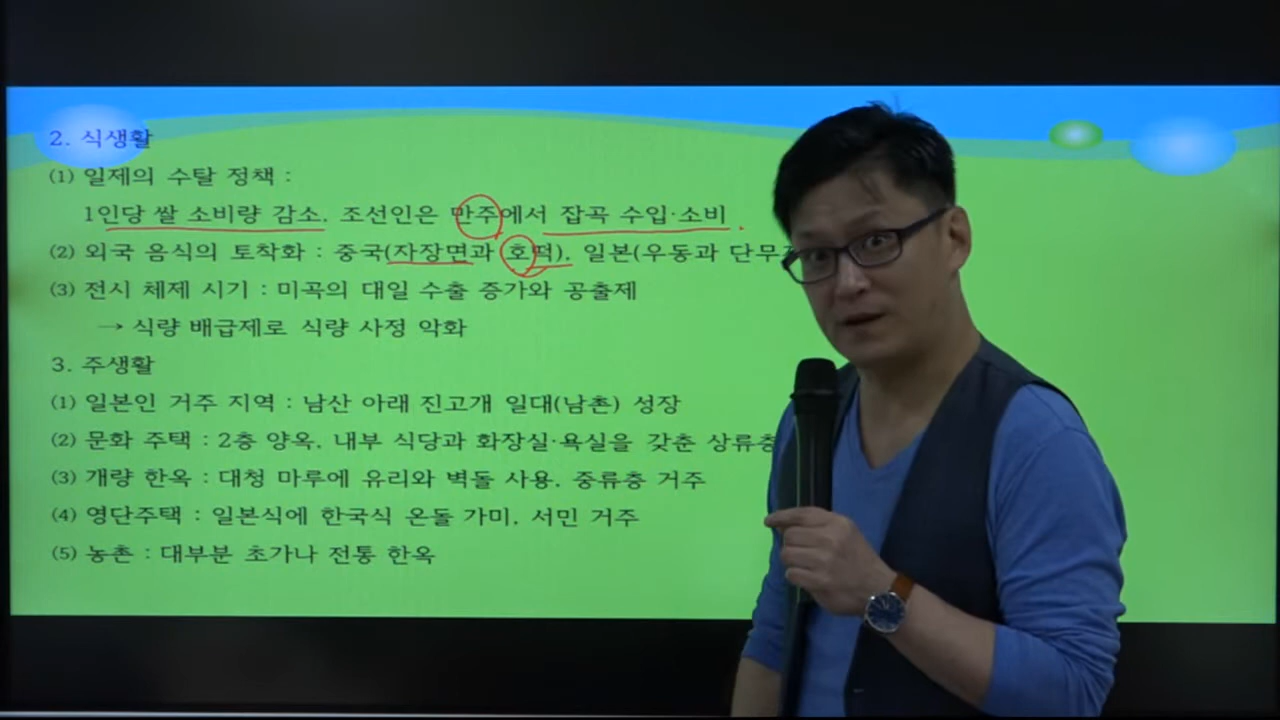 2. 식생활
(1) 일제의 수탈 정책 :
1인당 쌀 소비량 감소. 조선인은 만주에서 잡곡 수입·소비
(2) 외국 음식의 토착화 : 중국(자장면과 호떡). 일본(우동과
(3) 전시 체제 시기 : 미곡의 대일 수출 증가와 공출제
→ 식량 배급제로 식량 사정 악화
3. 주생활
(1) 일본인 거주 지역 : 남산 아래 진고개 일대(남촌) 성장
(2) 문화 주택 : 2층 양옥. 내부 식당과 화장실·욕실을 갖춘 상류층
(3) 개량 한옥 : 대청 마루에 유리와 벽돌 사용. 중류층 거주
(4) 영단주택 : 일본식에 한국식 온돌 가미. 서민 거주
(5) 농촌 : 대부분 초가나 전통 한옥